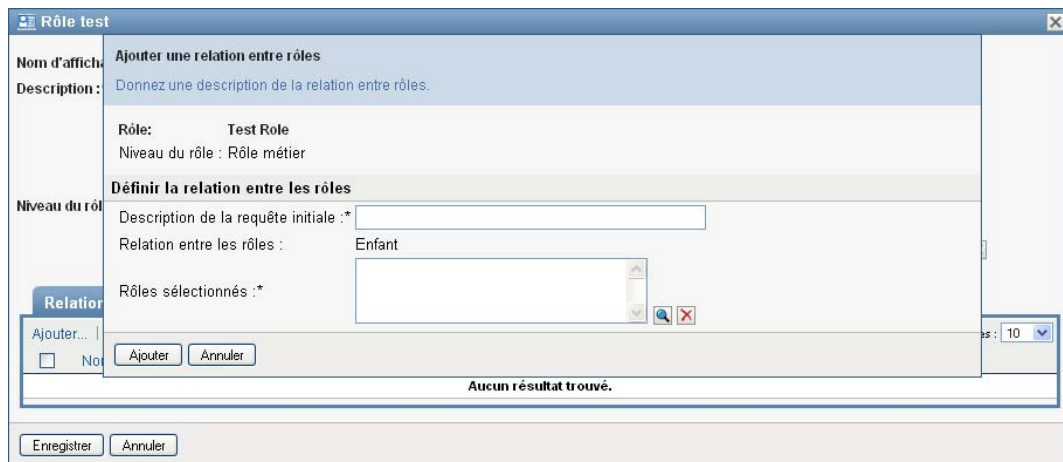 Rôle test
Nom d'affich
Ajouter une relation entre rôles
Description :
Donnez une description de la relation entre rôles.
Rôle: Test Role
Niveau du rôle : Rôle métier
Définir la relation entre les rôles
Niveau du rôl
Description de la requête initiale :*
Relation entre les rôles : Enfant
Rôles sélectionnés :*
Relation
Ajouter... | es : 10
Ajouter Annuler
Aucun résultat trouvé.
Enregistrer Annuler